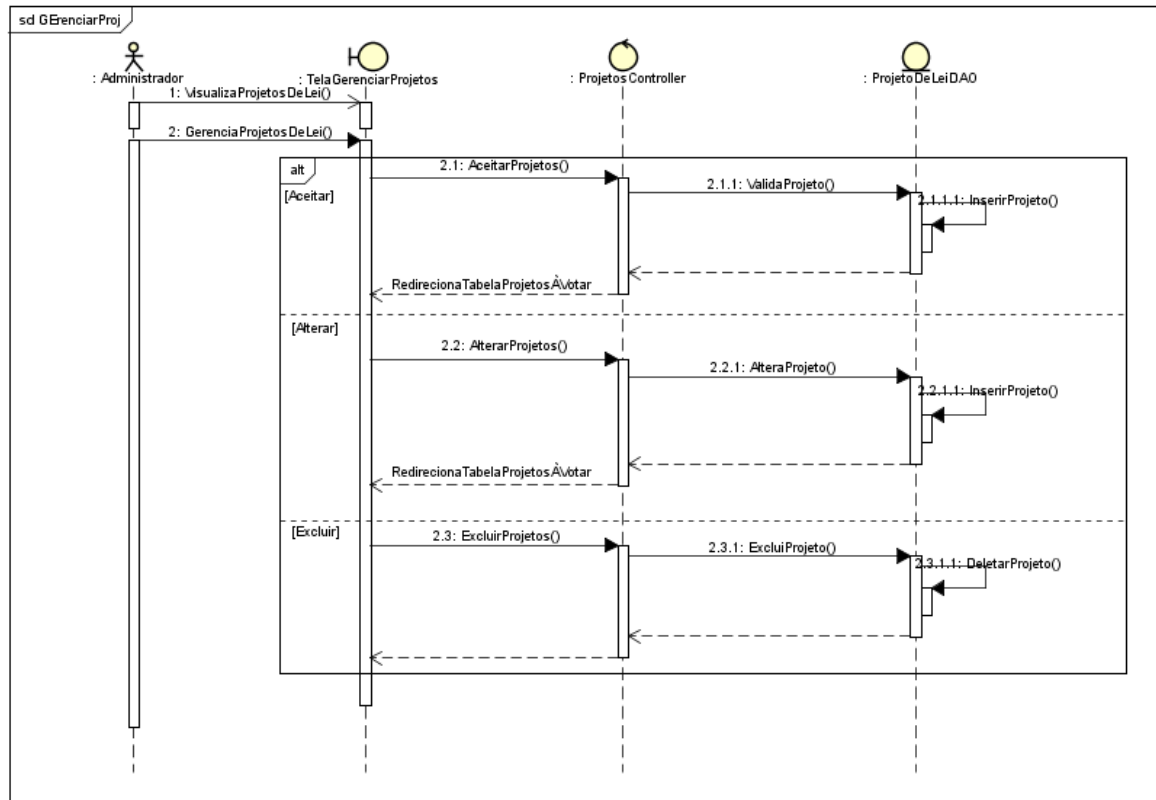 sd GErenciarProj
: Administrador
: TelaGerenciarProjetos
: ProjetosController
: ProjetoDeLeiDAO
1: VisualizaProjetosDeLei()
2: GerenciaProjetosDeLei()
alt
[Aceitar]
2.1: AceitarProjetos()
2.1.1: ValidaProjeto()
2.1.1.1: InserirProjeto()
RedirecionaTabelaProjetosÀVotar
[Alterar]
2.2: AlterarProjetos()
2.2.1: AlteraProjeto()
2.2.1.1: InserirProjeto()
RedirecionaTabelaProjetosÀVotar
[Excluir]
2.3: ExcluirProjetos()
2.3.1: ExcluiProjeto()
2.3.1.1: DeletarProjeto()